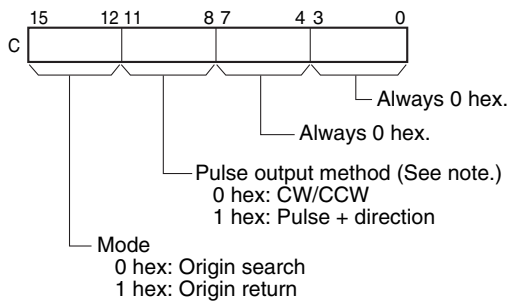 15 12 11 8 7 4 3 0
C
Always 0 hex.
Always 0 hex.
Pulse output method (See note.)
0 hex: CW/CCW
1 hex: Pulse + direction
Mode
0 hex: Origin search
1 hex: Origin return